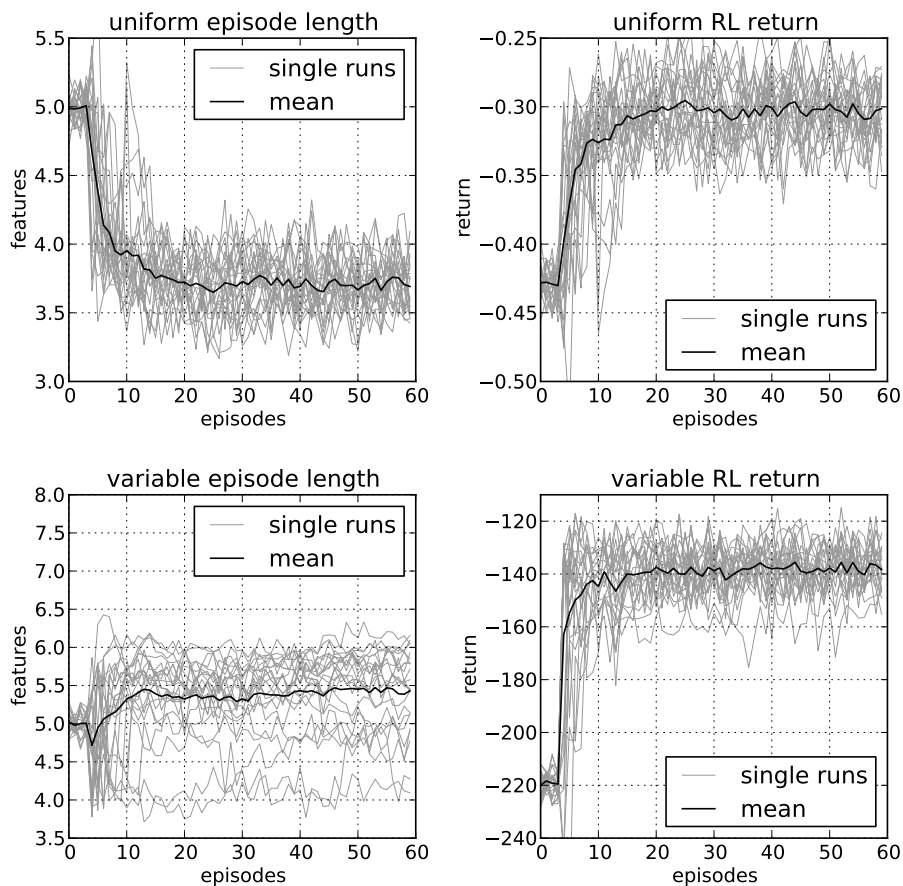 uniform episode length
5.5
5.0
4.5
4.0
3.5
3.0
features
single runs
mean
0 10 20 30 40 50 60
episodes
uniform RL return
−0.25
−0.30
−0.35
−0.40
−0.45
−0.50
return
single runs
mean
0 10 20 30 40 50 60
episodes
variable episode length
8.0
7.5
7.0
6.5
6.0
5.5
5.0
4.5
4.0
3.5
features
single runs
mean
0 10 20 30 40 50 60
episodes
variable RL return
−120
−140
−160
−180
−200
−220
−240
return
single runs
mean
0 10 20 30 40 50 60
episodes